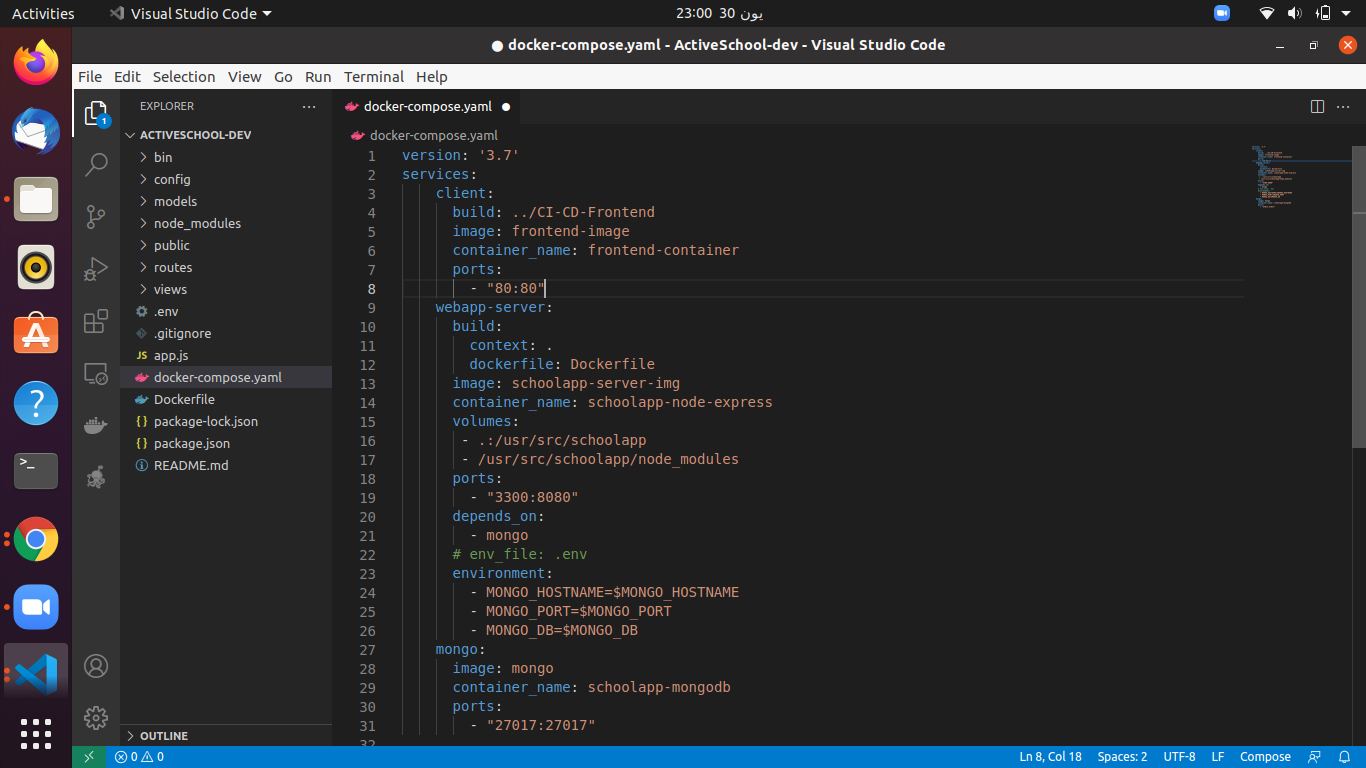 Activities
Visual Studio Code
23:00 30 يون
● docker-compose.yaml - ActiveSchool-dev - Visual Studio Code
File Edit Selection View Go Run Terminal Help
EXPLORER
1
ACTIVESCHOOL-DEV
bin
config
models
node_modules
public
routes
views
.env
.gitignore
JS app.js
docker-compose.yaml
Dockerfile
{} package-lock.json
{} package.json
README.md
OUTLINE
docker-compose.yaml
docker-compose.yaml
1 version: '3.7'
2 services:
3 client:
4 build: ../CI-CD-Frontend
5 image: frontend-image
6 container_name: frontend-container
7 ports:
8 - "80:80"
9 webapp-server:
10 build:
11 context: .
12 dockerfile: Dockerfile
13 image: schoolapp-server-img
14 container_name: schoolapp-node-express
15 volumes:
16 - .:/usr/src/schoolapp
17 - /usr/src/schoolapp/node_modules
18 ports:
19 - "3300:8080"
20 depends_on:
21 - mongo
22 # env_file: .env
23 environment:
24 - MONGO_HOSTNAME=$MONGO_HOSTNAME
25 - MONGO_PORT=$MONGO_PORT
26 - MONGO_DB=$MONGO_DB
27 mongo:
28 image: mongo
29 container_name: schoolapp-mongodb
30 ports:
31 - "27017:27017"
32
0 0
Ln 8, Col 18 Spaces: 2 UTF-8 LF Compose